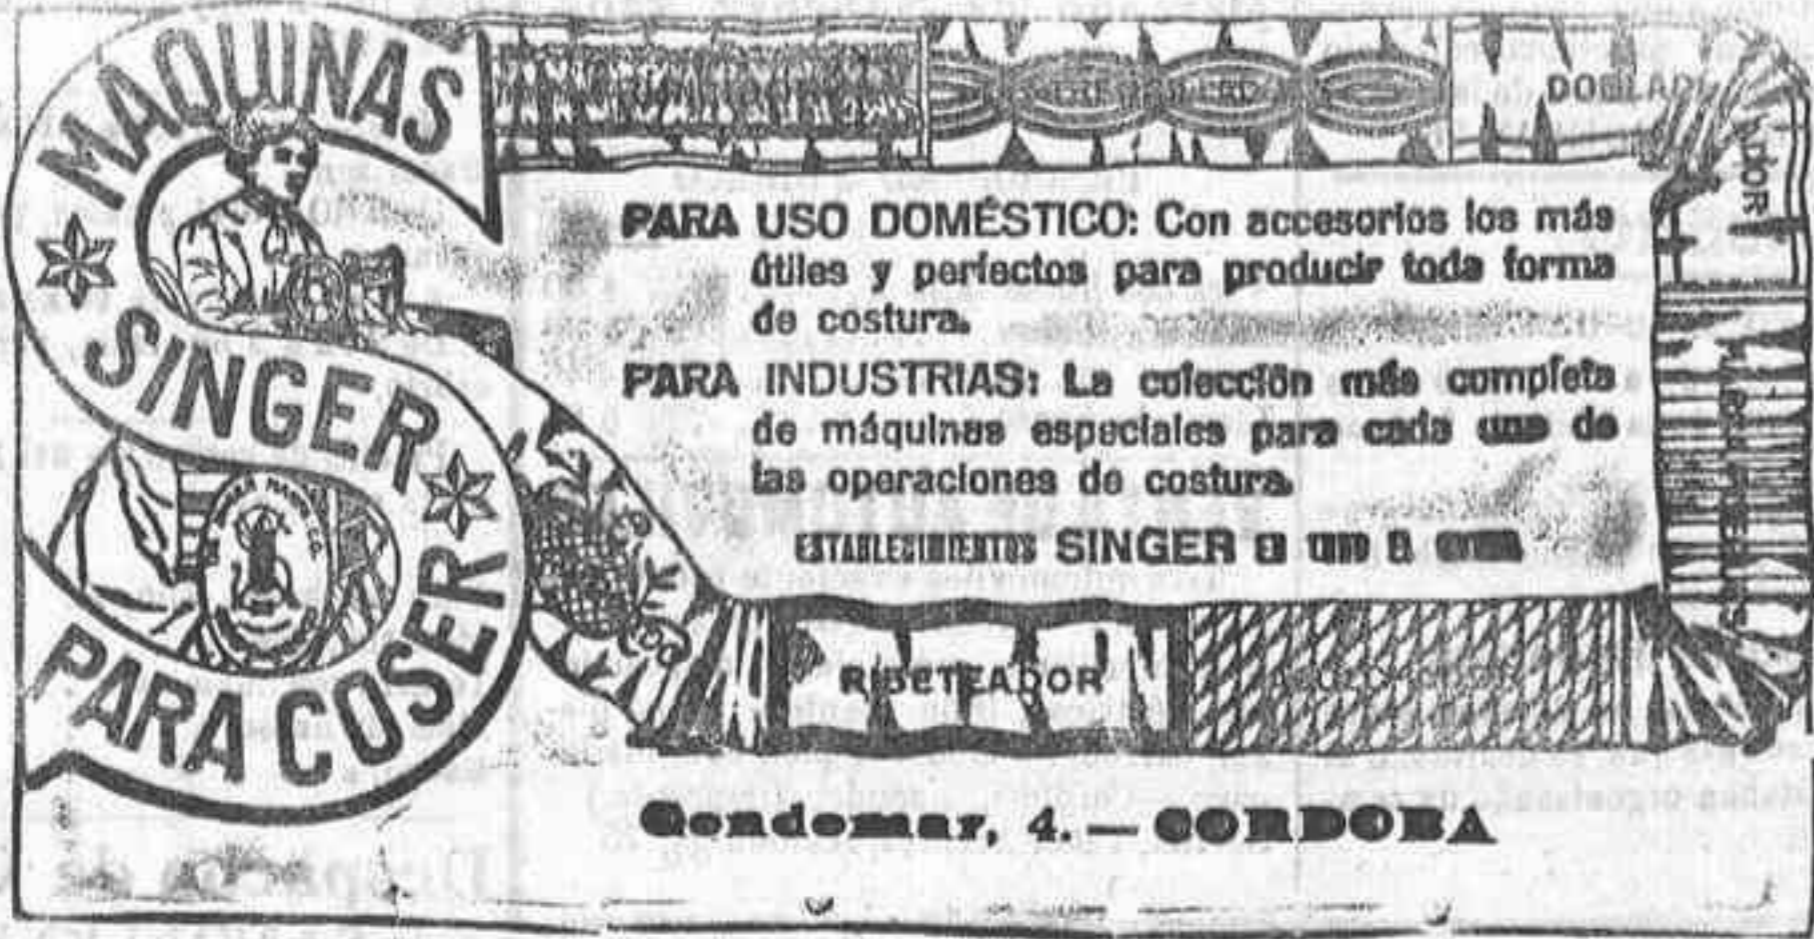 MAQUINAS
SINGER
PARA COSER
PARA USO DOMÉSTICO: Con accesorios los más
útiles y perfectos para producir toda forma
de costura.
PARA INDUSTRIAS: La colección más completa
de máquinas especiales para cada una de
las operaciones de costura.
ESTABLECIMIENTOS SINGER
RIBETEADOR
Gondomar, 4. — CORDOBA